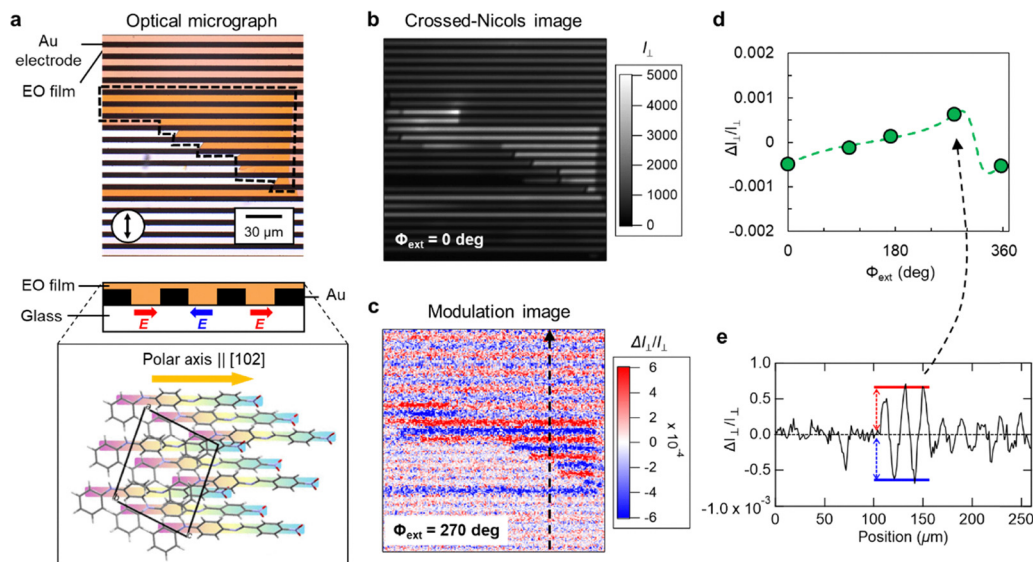 a
Optical micrograph
Au
electrode
EO film
30 µm
EO film
Au
Glass
E
E
E
Polar axis || [102]
b
Crossed-Nicols image
I⊥
5000
4000
3000
2000
1000
0
Φext = 0 deg
c
Modulation image
ΔI⊥/I⊥
6
4
2
0
-2
-4
-6
x 10-4
Φext = 270 deg
d
0.002
0.001
0
-0.001
-0.002
ΔI⊥/I⊥
0
180
360
Φext (deg)
e
1.0
0.5
0
-0.5
-1.0 x 10-3
ΔI⊥/I⊥
0
50
100
150
200
250
Position (µm)